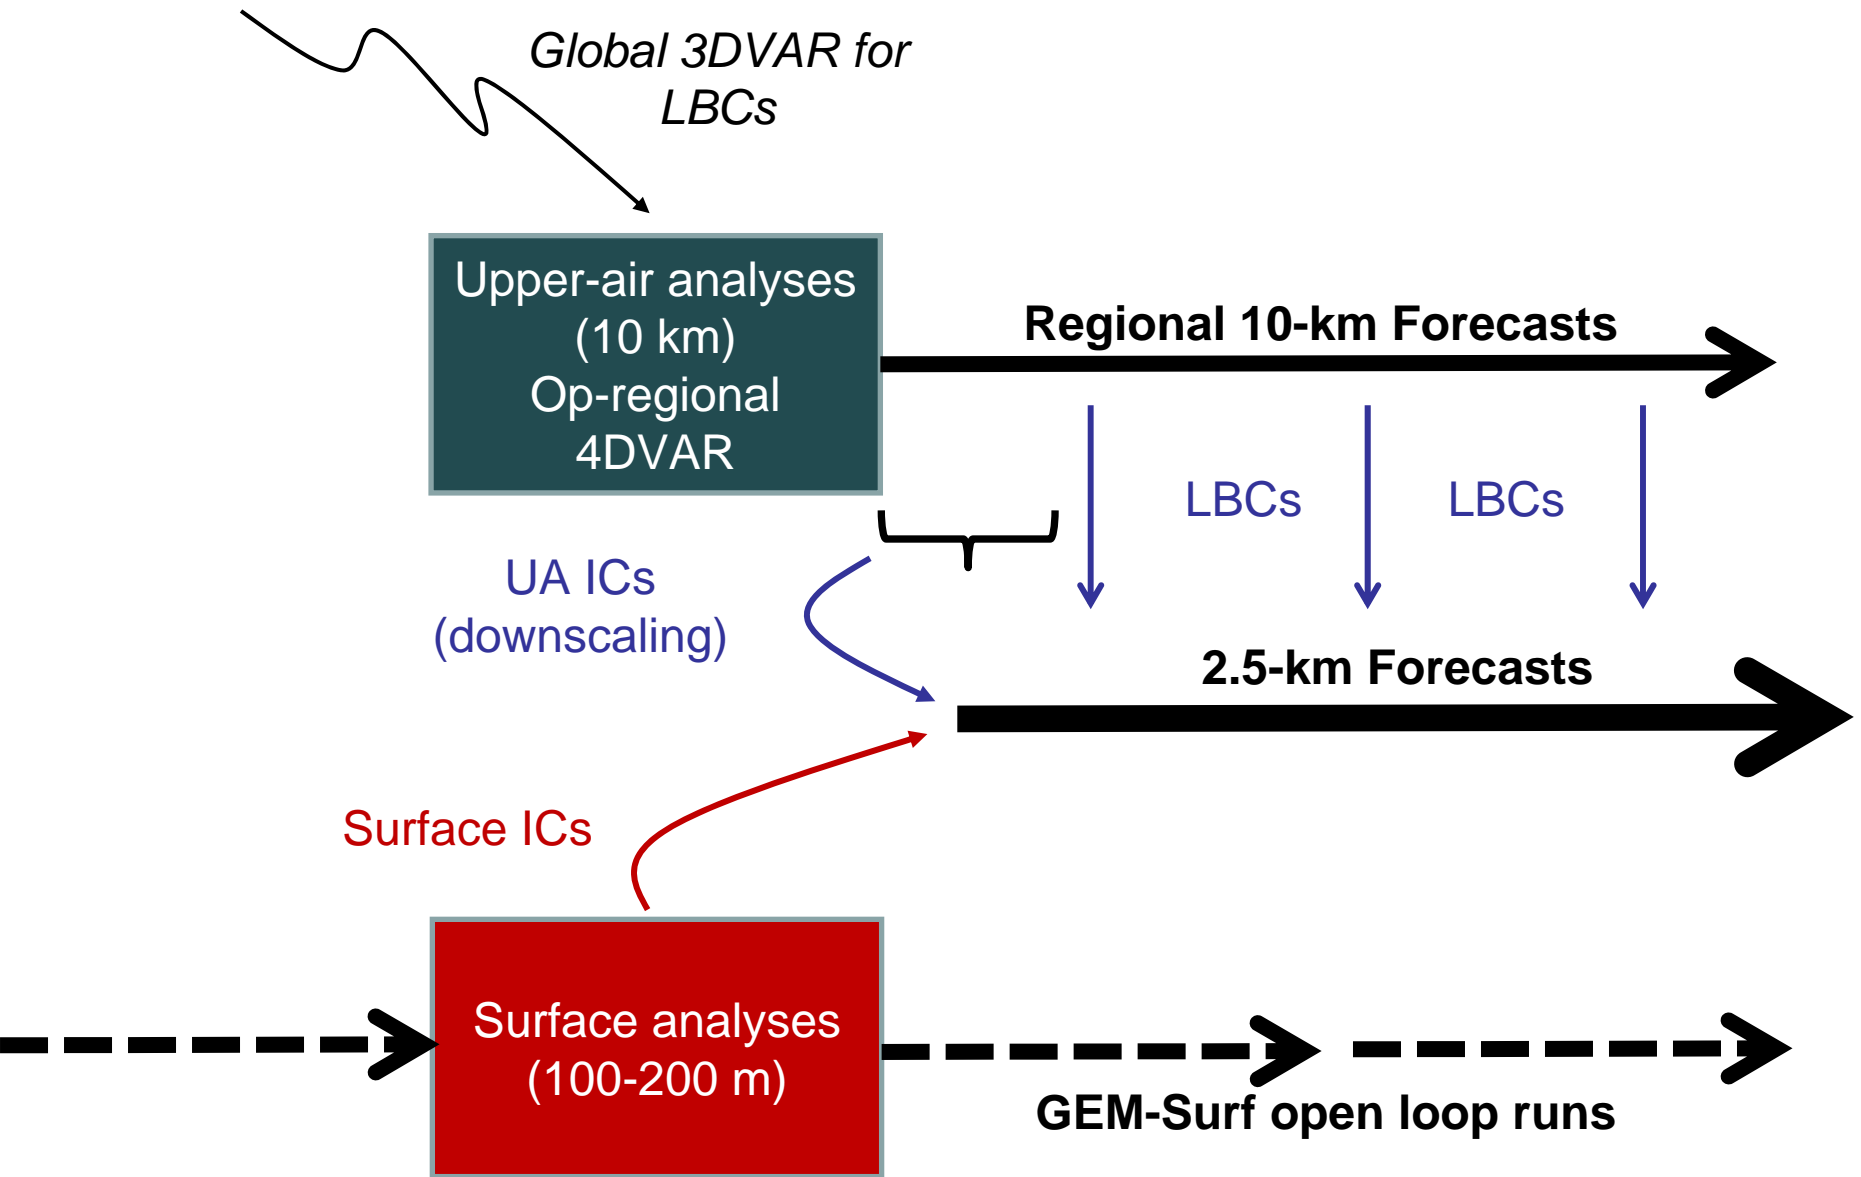 Global 3DVAR for
LBCs
Upper-air analyses
(10 km)
Op-regional
4DVAR
Regional 10-km Forecasts
LBCs
LBCs
UA ICs
(downscaling)
2.5-km Forecasts
Surface ICs
Surface analyses
(100-200 m)
GEM-Surf open loop runs